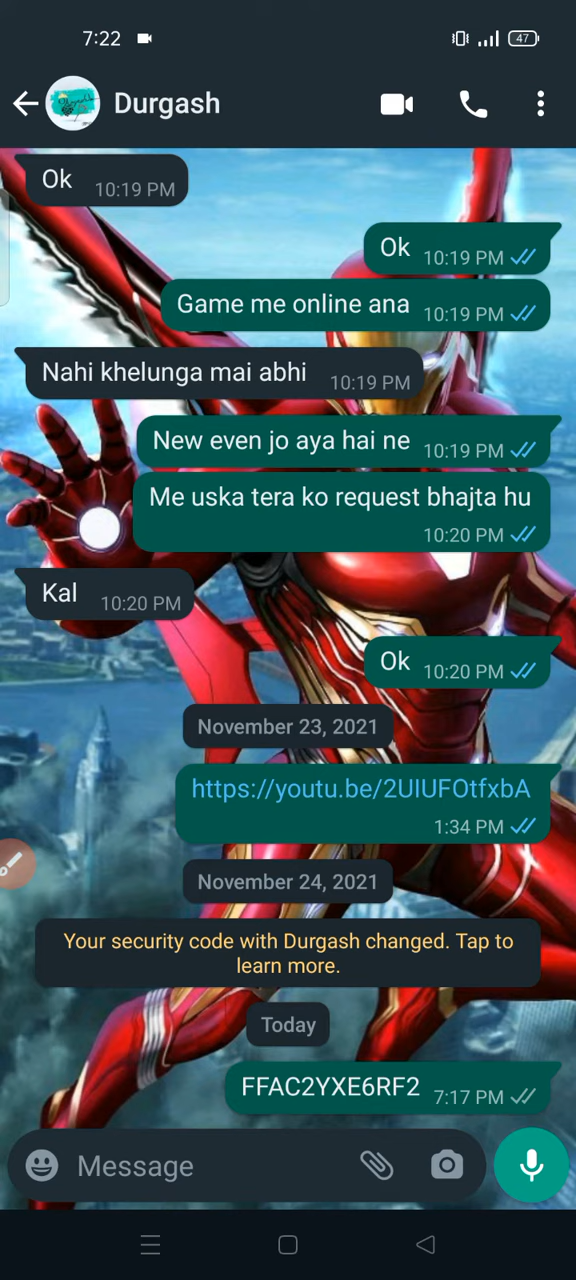 7:22
47
Durgash
Ok 10:19 PM
Ok 10:19 PM
Game me online ana 10:19 PM
Nahi khelunga mai abhi 10:19 PM
New even jo aya hai ne 10:19 PM
Me uska tera ko request bhajta hu
10:20 PM
Kal 10:20 PM
Ok 10:20 PM
November 23, 2021
https://youtu.be/2UIUFOtfxbA
1:34 PM
November 24, 2021
Your security code with Durgash changed. Tap to
learn more.
Today
FFAC2YXE6RF2 7:17 PM
Message